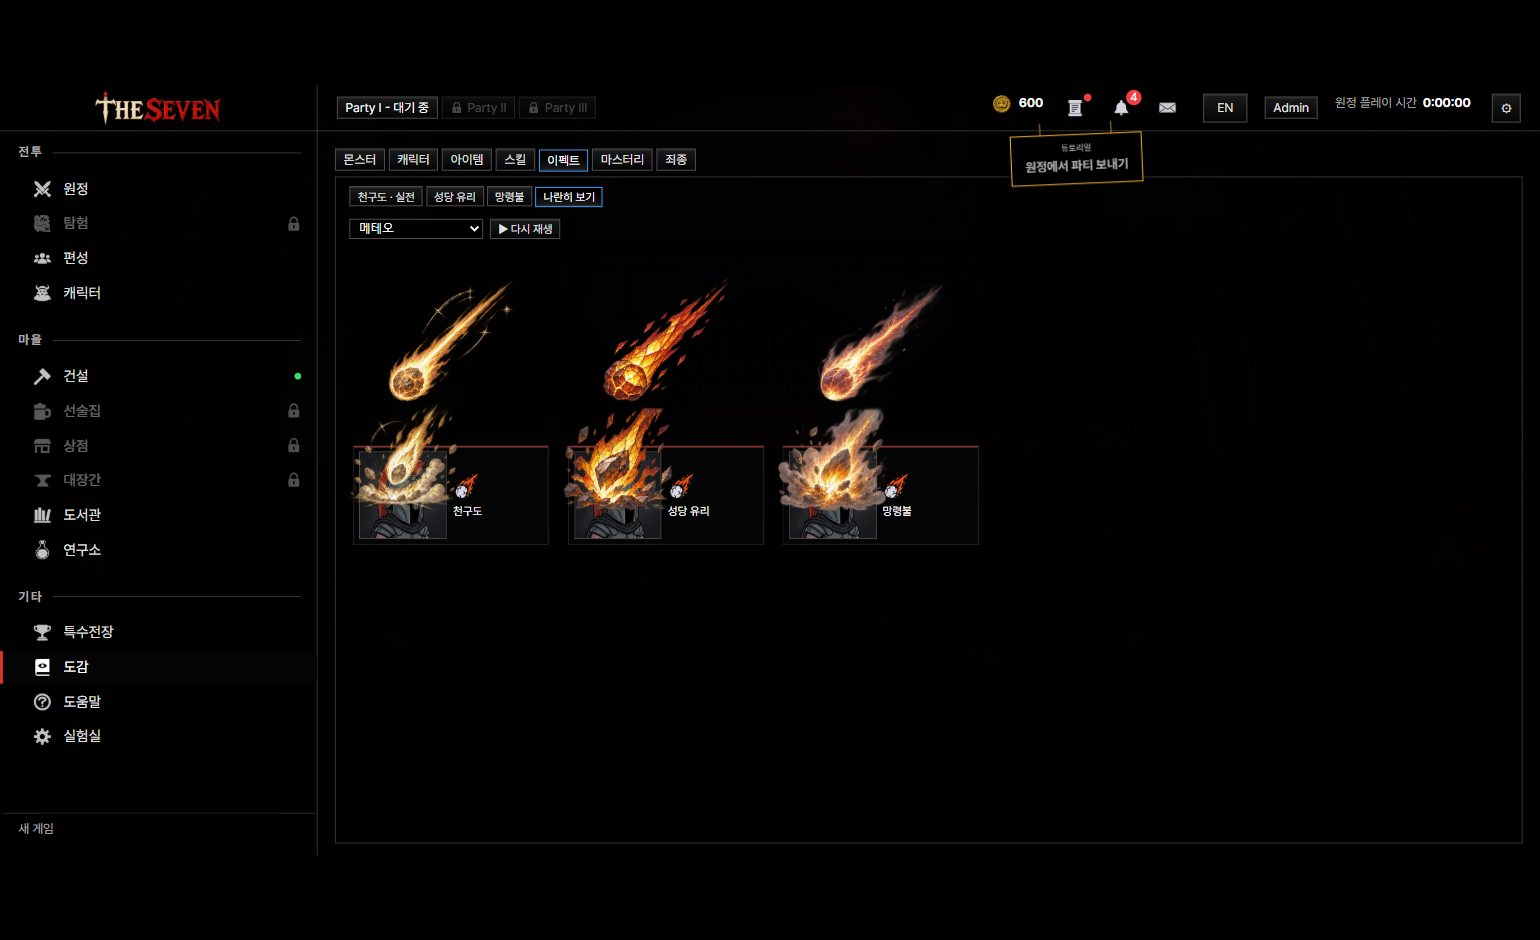 THE SEVEN
Party I - 대기 중
Party II
Party III
600
4
EN
Admin
원정 플레이 시간 0:00:00
튜토리얼
원정에서 파티 보내기
전투
원정
탐험
편성
캐릭터
마을
건설
선술집
상점
대장간
도서관
연구소
기타
특수전장
도감
도움말
실험실
새 게임
몬스터
캐릭터
아이템
스킬
이펙트
마스터리
죄종
천구도 · 실전
성당 유리
망령불
나란히 보기
메테오
▶ 다시 재생
천구도
성당 유리
망령불